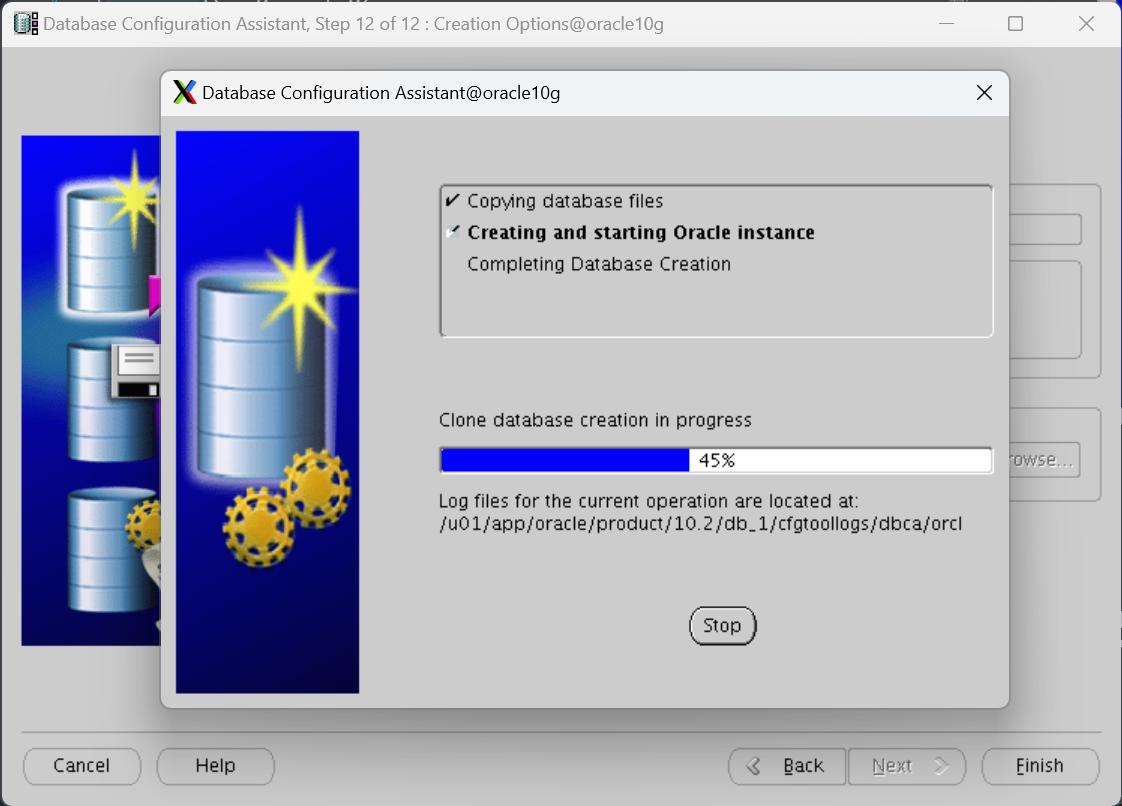 Database Configuration Assistant, Step 12 of 12 : Creation Options@oracle10g
Database Configuration Assistant@oracle10g
Copying database files
Creating and starting Oracle instance
Completing Database Creation
Clone database creation in progress
45%
Log files for the current operation are located at:
/u01/app/oracle/product/10.2/db_1/cfgtoollogs/dbca/orcl
Stop
rowse...
Cancel
Help
Back
Next
Finish